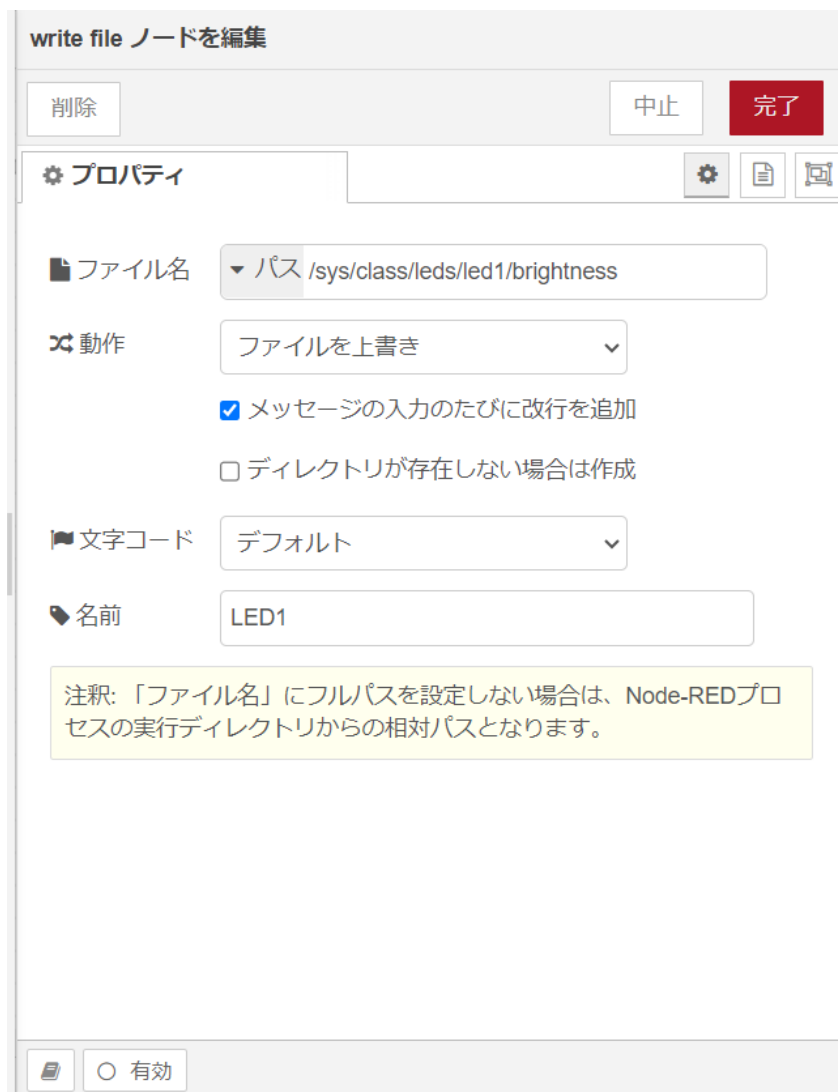 write file ノードを編集
削除 中止 完了
プロパティ
ファイル名 パス /sys/class/leds/led1/brightness
動作 ファイルを上書き
メッセージの入力のたびに改行を追加
ディレクトリが存在しない場合は作成
文字コード デフォルト
名前 LED1
注釈: 「ファイル名」にフルパスを設定しない場合は、Node-REDプロ
セスの実行ディレクトリからの相対パスとなります。
有効